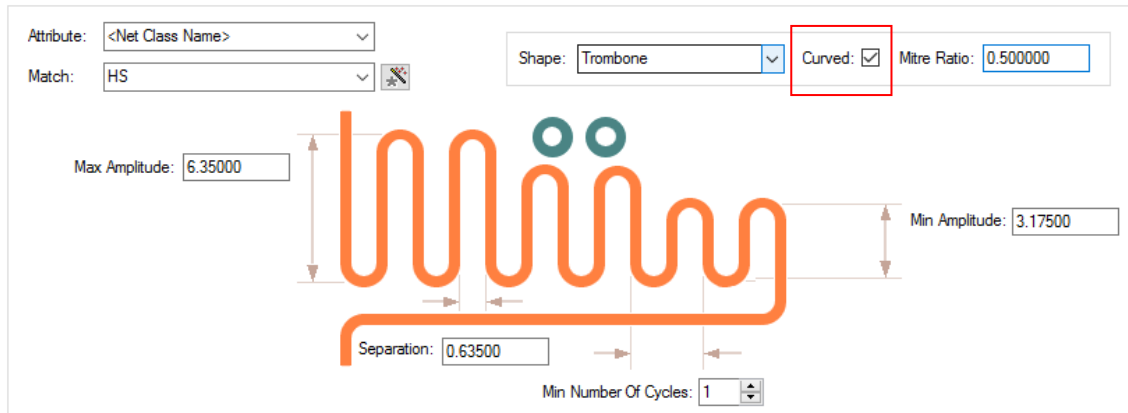 Attribute: <Net Class Name>
Match: HS
Shape: Trombone Curved: Mitre Ratio: 0.500000
Max Amplitude: 6.35000
Min Amplitude: 3.17500
Separation: 0.63500
Min Number Of Cycles: 1